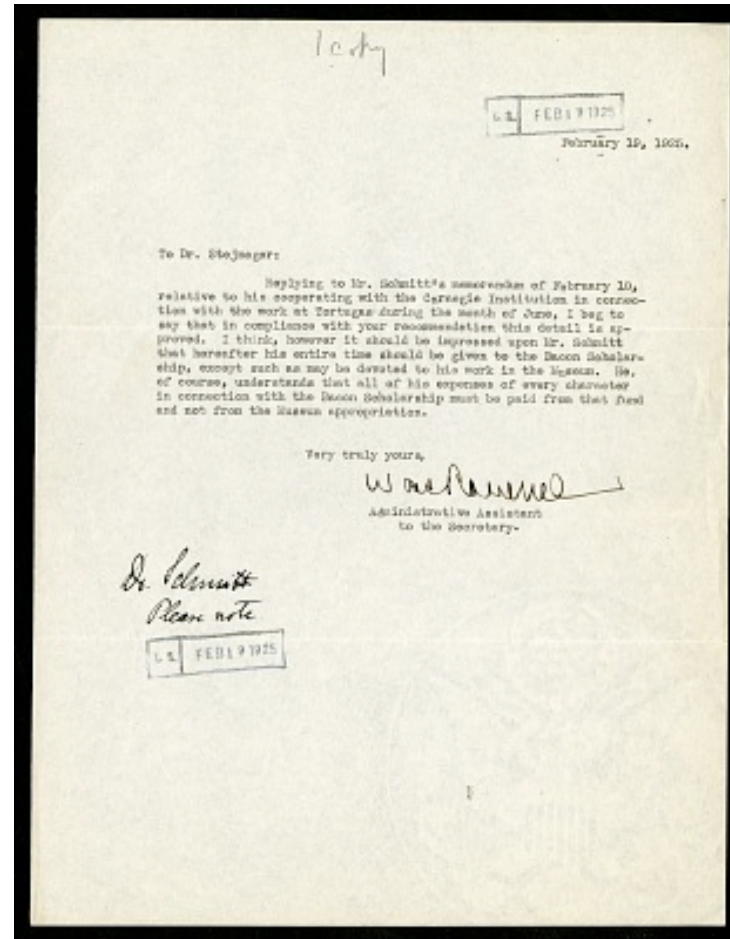 1 copy
L.S. FEB 19 1925
February 19, 1925.
To Dr. Stejneger:
Replying to Mr. Schmitt's memorandum of February 10,
relative to his cooperating with the Carnegie Institution in connec-
tion with the work at Tortugas during the month of June, I beg to
say that in compliance with your recommendation this detail is ap-
proved. I think, however it should be impressed upon Mr. Schmitt
that hereafter his entire time should be given to the Bacon Scholar-
ship, except such as may be devoted to his work in the Museum. He,
of course, understands that all of his expenses of every character
in connection with the Bacon Scholarship must be paid from that fund
and not from the Museum appropriation.
Very truly yours,
W de C Ravenel
Administrative Assistant
to the Secretary.
Dr. Schmitt
Please note
L.S. FEB 19 1925